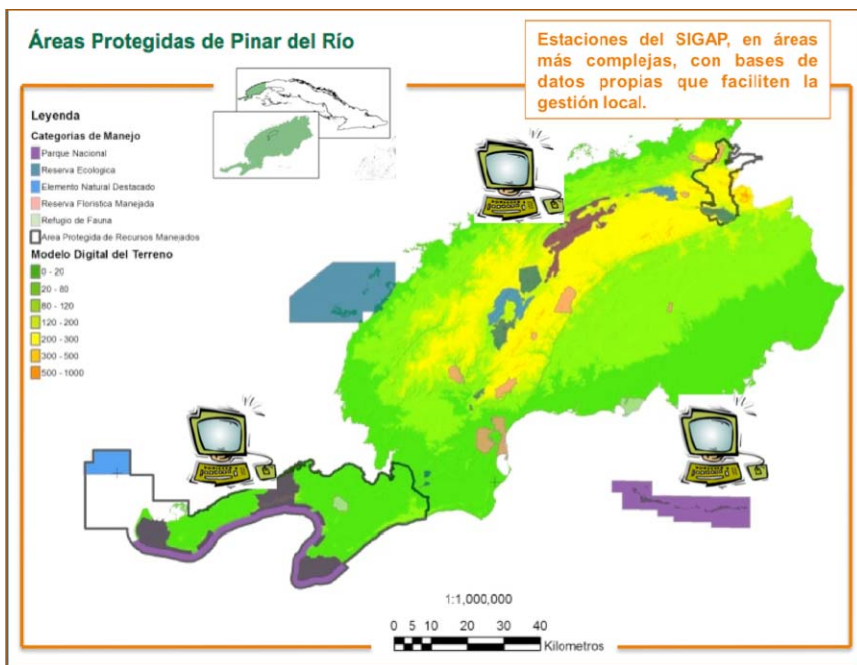 Áreas Protegidas de Pinar del Río
Estaciones del SIGAP, en áreas
más complejas, con bases de
datos propias que faciliten la
gestión local.
Leyenda
Categorías de Manejo
Parque Nacional
Reserva Ecologica
Elemento Natural Destacado
Reserva Floristica Manejada
Refugio de Fauna
Area Protegida de Recursos Manejados
Modelo Digital del Terreno
0 - 20
20 - 80
80 - 120
120 - 200
200 - 300
300 - 500
500 - 1000
1:1,000,000
0 5 10 20 30 40
Kilometros